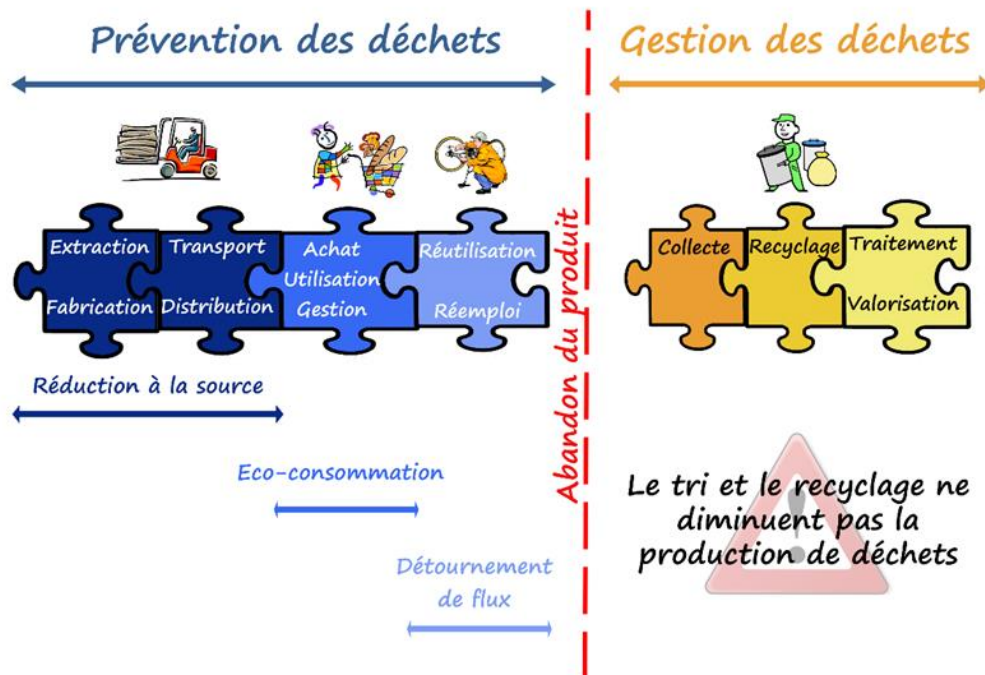 Prévention des déchets
Gestion des déchets
Extraction
Fabrication
Transport
Distribution
Achat
Utilisation
Gestion
Réutilisation
Réemploi
Abandon du produit
Collecte
Recyclage
Traitement
Valorisation
Réduction à la source
Eco-consommation
Détournement
de flux
Le tri et le recyclage ne
diminuent pas la
production de déchets